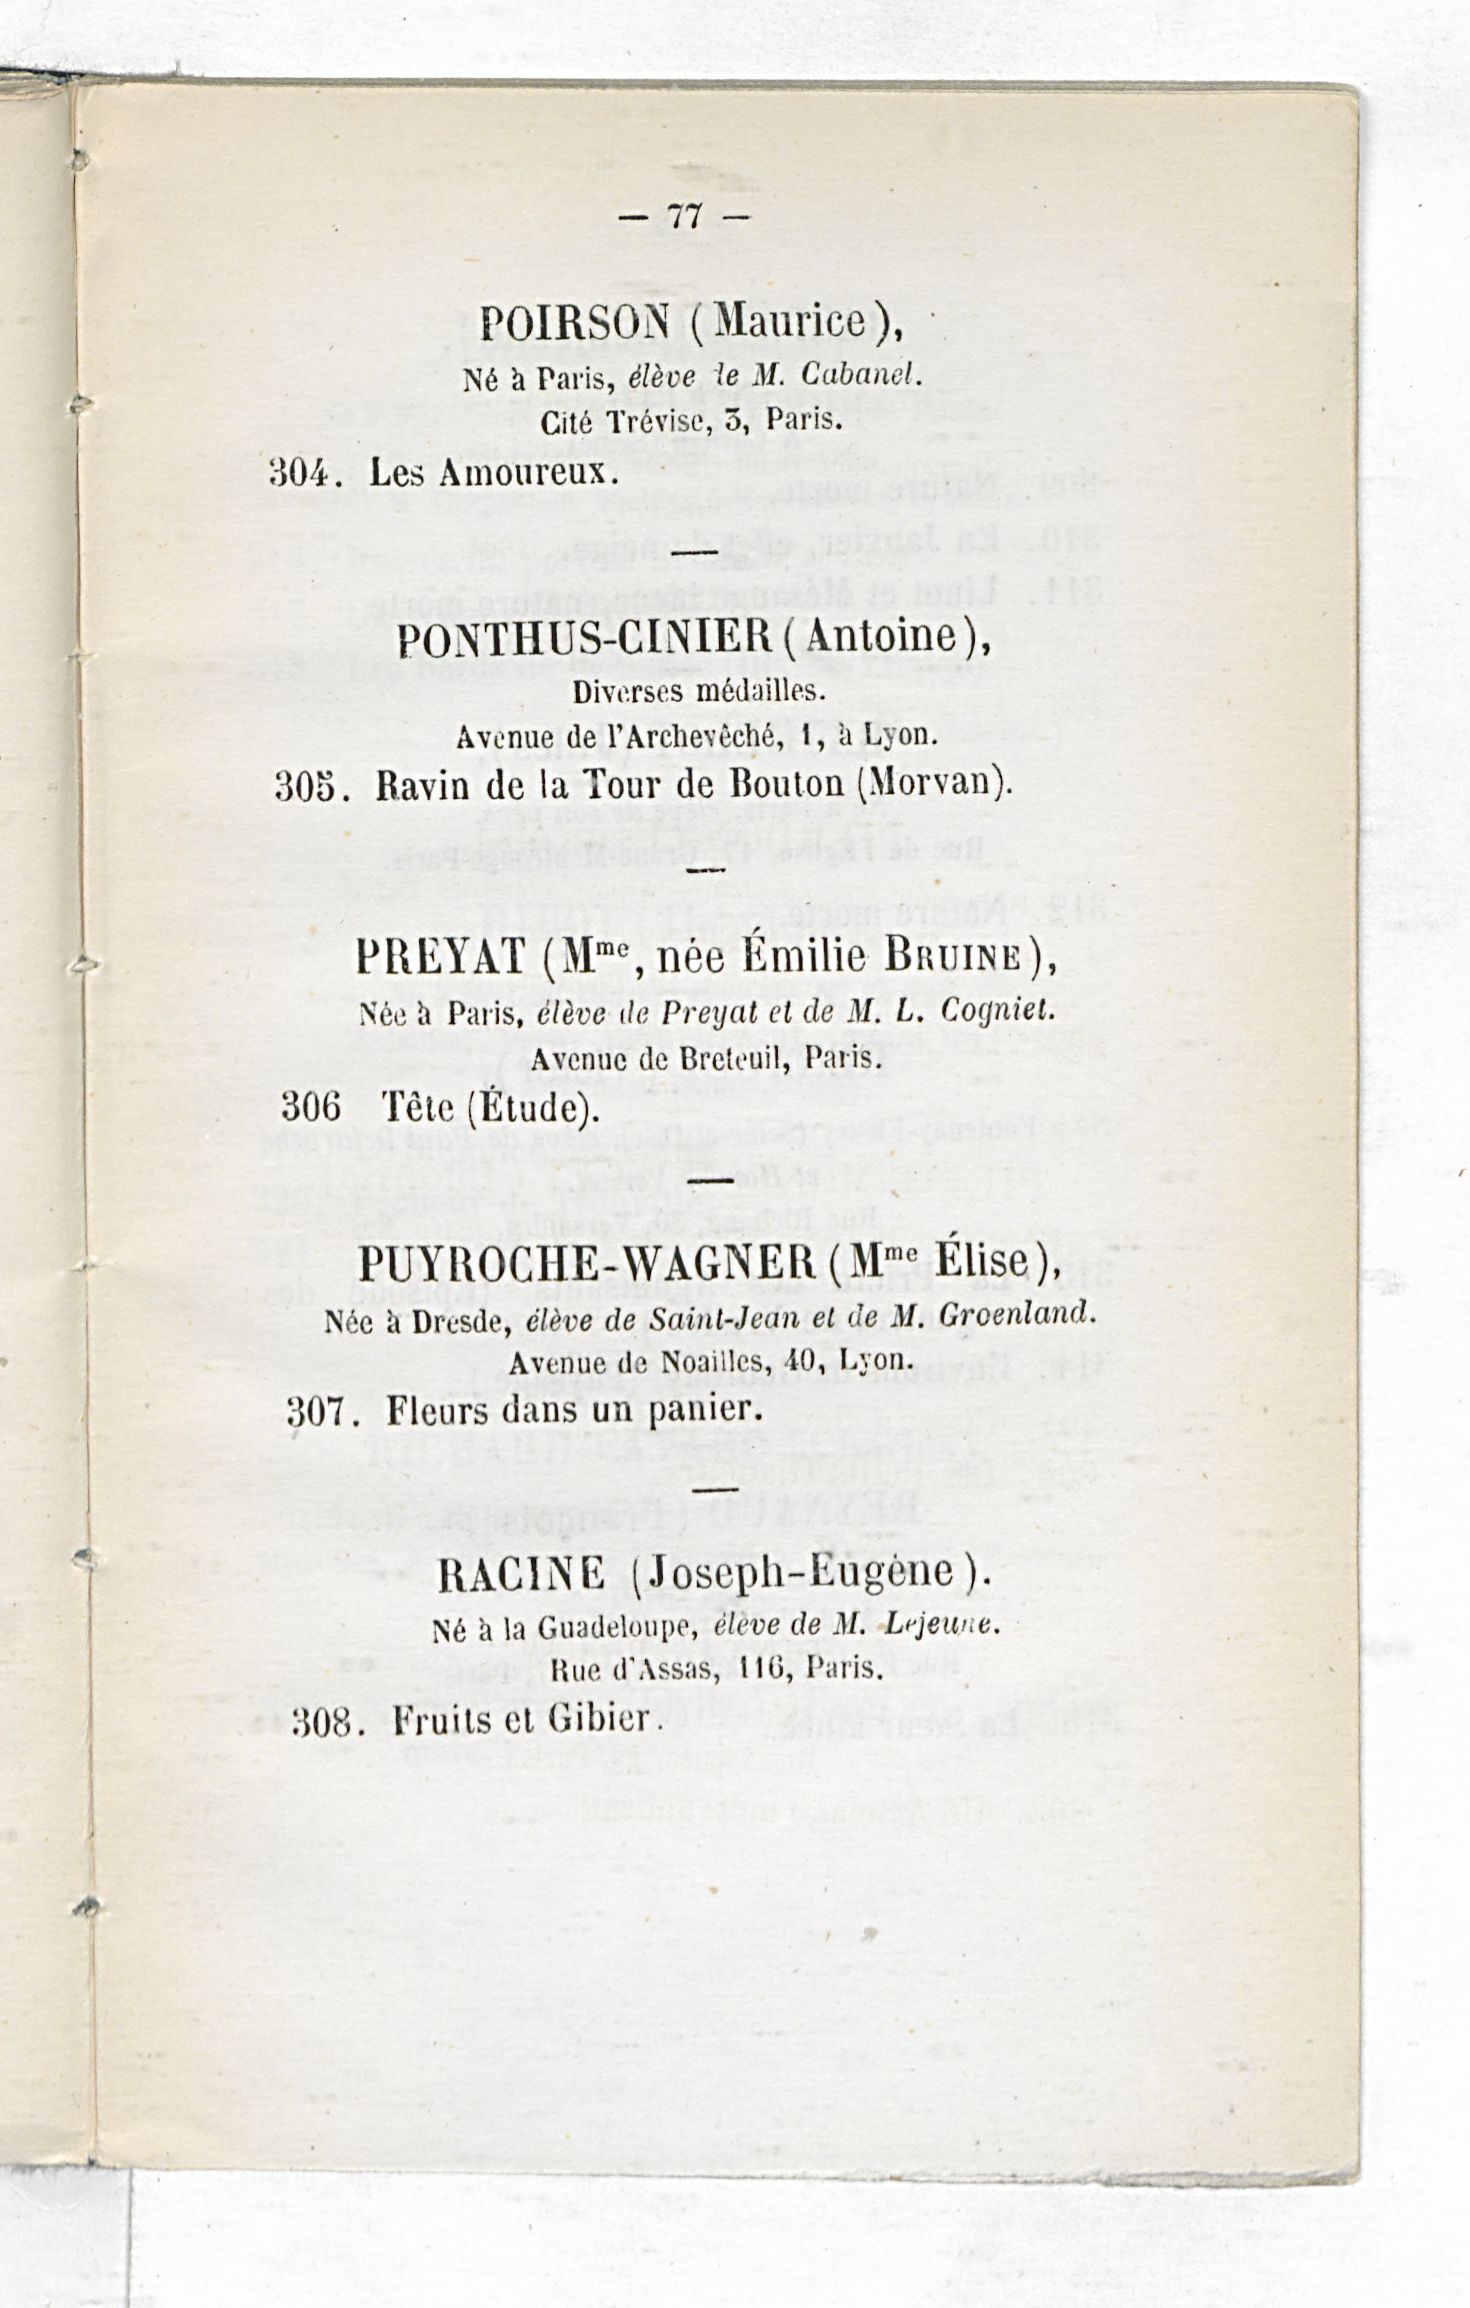 — 77 —
POIRSON (Maurice),
Né à Paris, élève de M. Cabanel.
Cité Trévise, 3, Paris.
304. Les Amoureux.
PONTHUS-CINIER (Antoine),
Diverses médailles.
Avenue de l'Archevêché, 1, à Lyon.
305. Ravin de la Tour de Bouton (Morvan).
PREYAT (Mme, née Émilie BRUINE),
Née à Paris, élève de Preyat et de M. L. Cogniet.
Avenue de Breteuil, Paris.
306 Tête (Étude).
PUYROCHE-WAGNER (Mme Élise),
Née à Dresde, élève de Saint-Jean et de M. Groenland.
Avenue de Noailles, 40, Lyon.
307. Fleurs dans un panier.
RACINE (Joseph-Eugène).
Né à la Guadeloupe, élève de M. Lejeune.
Rue d'Assas, 116, Paris.
308. Fruits et Gibier.